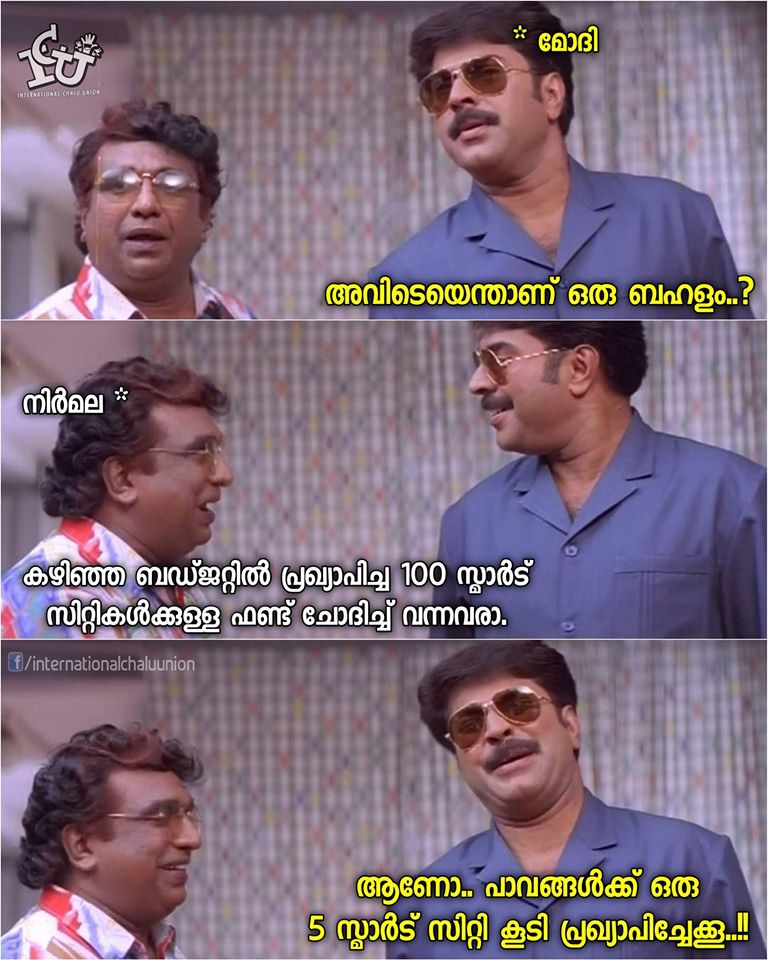 ICU
INTERNATIONAL CHALU UNION
* മോദി
അവിടെയെന്താണ് ഒരു ബഹളം..?
നിർമല *
കഴിഞ്ഞ ബഡ്ജറ്റിൽ പ്രഖ്യാപിച്ച 100 സ്മാർട്
സിറ്റികൾക്കുള്ള ഫണ്ട് ചോദിച്ച് വന്നവരാ.
f/internationalchaluunion
ആണോ.. പാവങ്ങൾക്ക് ഒരു
5 സ്മാർട് സിറ്റി കൂടി പ്രഖ്യാപിച്ചേക്കൂ..!!